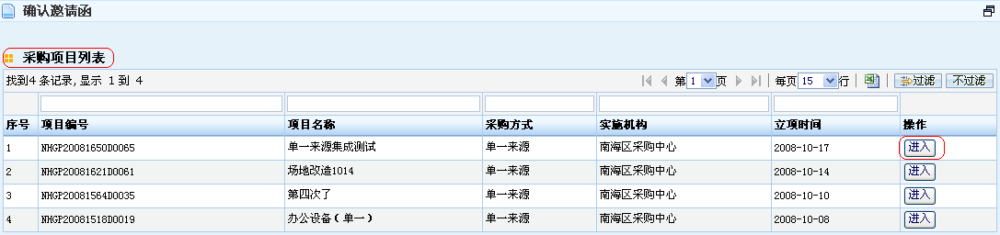 确认邀请函
采购项目列表
找到4 条记录, 显示 1 到 4 第 1 页 每页 15 行 过滤 不过滤
序号 项目编号 项目名称 采购方式 实施机构 立项时间 操作
1 NHGP20081650D0065 单一来源集成测试 单一来源 南海区采购中心 2008-10-17 进入
2 NHGP20081621D0061 场地改造1014 单一来源 南海区采购中心 2008-10-14 进入
3 NHGP20081564D0035 第四次了 单一来源 南海区采购中心 2008-10-10 进入
4 NHGP20081518D0019 办公设备(单一) 单一来源 南海区采购中心 2008-10-08 进入